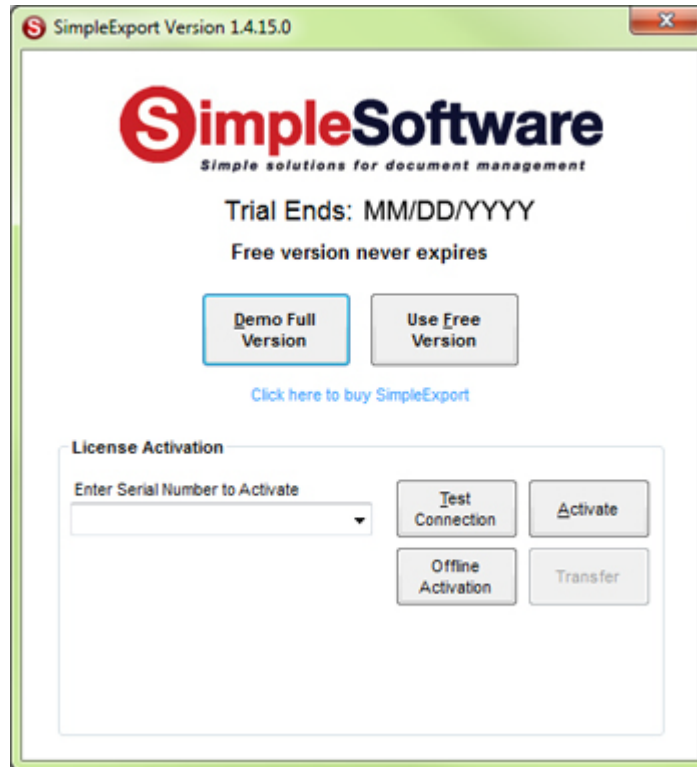 SimpleExport Version 1.4.15.0
SimpleSoftware
Simple solutions for document management
Trial Ends: MM/DD/YYYY
Free version never expires
Demo Full
Version
Use Free
Version
Click here to buy SimpleExport
License Activation
Enter Serial Number to Activate
Test
Connection
Activate
Offline
Activation
Transfer